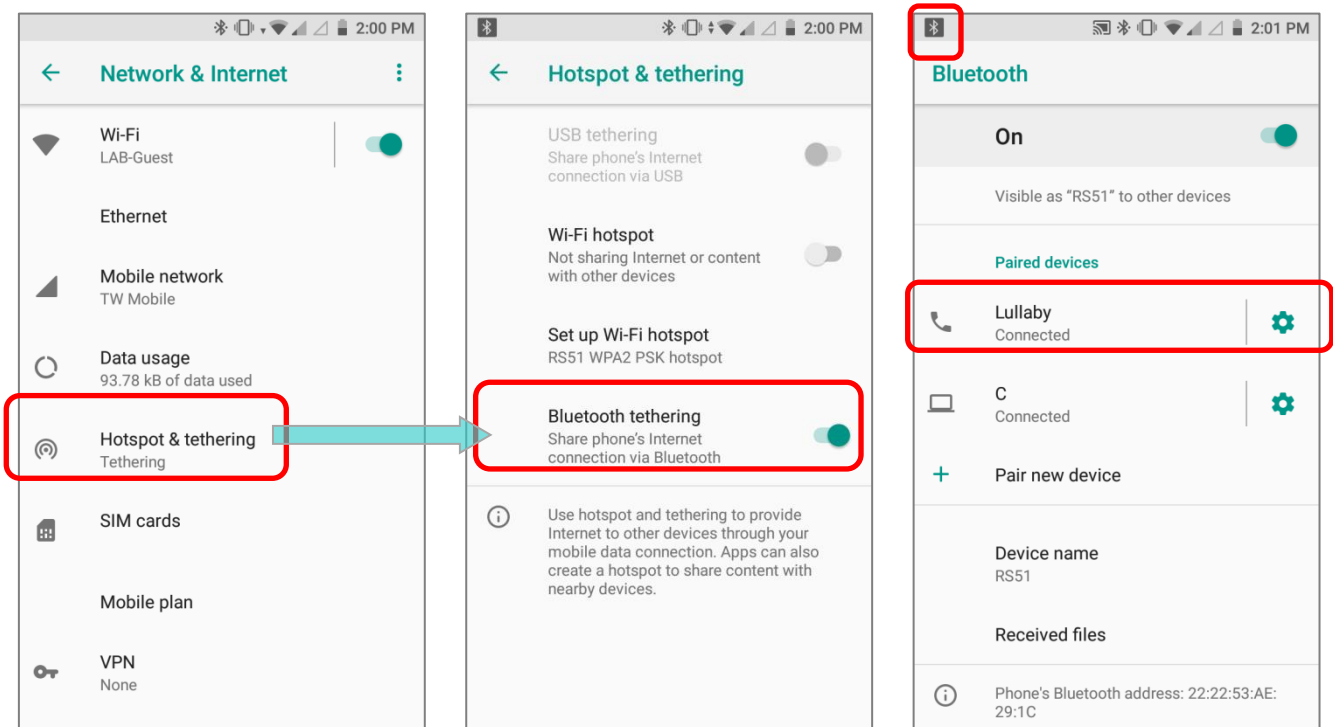 2:00 PM
Network & Internet
Wi-Fi
LAB-Guest
Ethernet
Mobile network
TW Mobile
Data usage
93.78 kB of data used
Hotspot & tethering
Tethering
SIM cards
Mobile plan
VPN
None
2:00 PM
Hotspot & tethering
USB tethering
Share phone's Internet
connection via USB
Wi-Fi hotspot
Not sharing Internet or content
with other devices
Set up Wi-Fi hotspot
RS51 WPA2 PSK hotspot
Bluetooth tethering
Share phone's Internet
connection via Bluetooth
Use hotspot and tethering to provide
Internet to other devices through your
mobile data connection. Apps can also
create a hotspot to share content with
nearby devices.
2:01 PM
Bluetooth
On
Visible as “RS51” to other devices
Paired devices
Lullaby
Connected
C
Connected
Pair new device
Device name
RS51
Received files
Phone's Bluetooth address: 22:22:53:AE:
29:1C